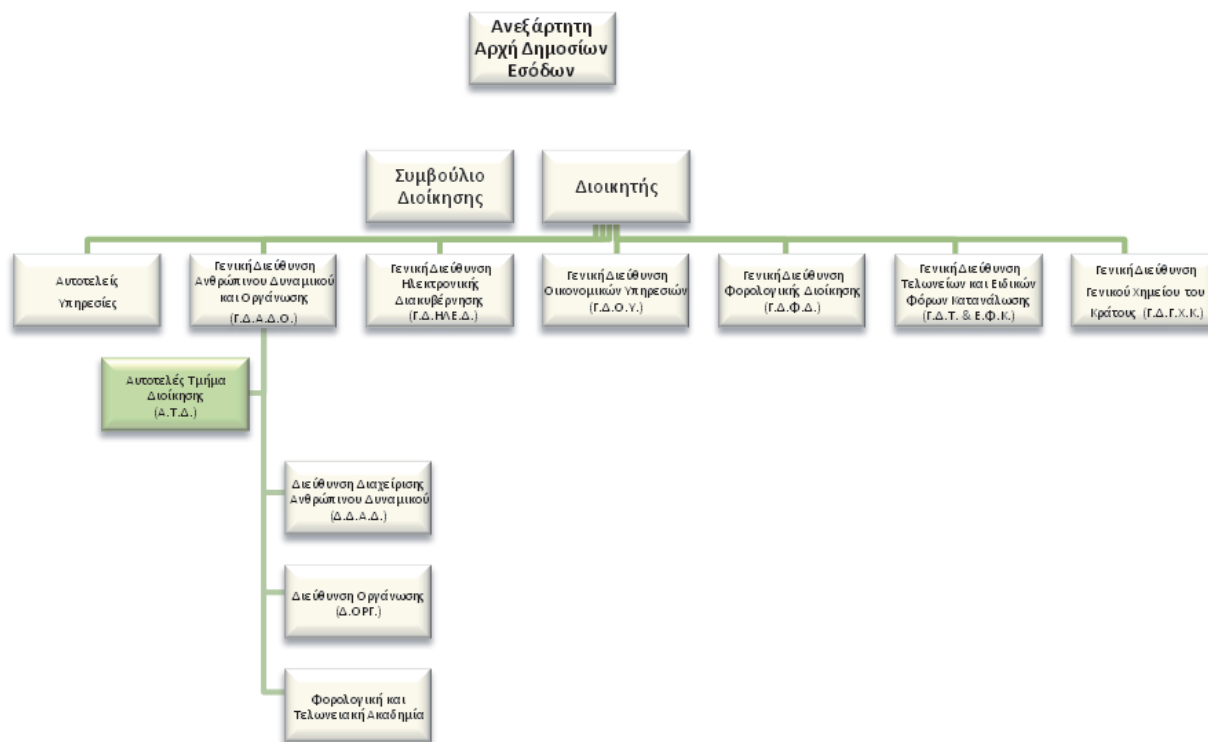 Ανεξάρτητη
Αρχή Δημοσίων
Εσόδων
Συμβούλιο
Διοίκησης
Διοικητής
Αυτοτελείς
Υπηρεσίες
Γενική Διεύθυνση
Ανθρώπινου Δυναμικού
και Οργάνωσης
(Γ.Δ.Α.Δ.Ο.)
Γενική Διεύθυνση
Ηλεκτρονικής
Διακυβέρνησης
(Γ.Δ.ΗΛΕ.Δ.)
Γενική Διεύθυνση
Οικονομικών Υπηρεσιών
(Γ.Δ.Ο.Υ.)
Γενική Διεύθυνση
Φορολογικής Διοίκησης
(Γ.Δ.Φ.Δ.)
Γενική Διεύθυνση
Τελωνείων και Ειδικών
Φόρων Κατανάλωσης
(Γ.Δ.Τ. & Ε.Φ.Κ.)
Γενική Διεύθυνση
Γενικού Χημείου του
Κράτους (Γ.Δ.Γ.Χ.Κ.)
Αυτοτελές Τμήμα
Διοίκησης
(Α.Τ.Δ.)
Διεύθυνση Διαχείρισης
Ανθρώπινου Δυναμικού
(Δ.Δ.Α.Δ.)
Διεύθυνση Οργάνωσης
(Δ.ΟΡΓ.)
Φορολογική και
Τελωνειακή Ακαδημία